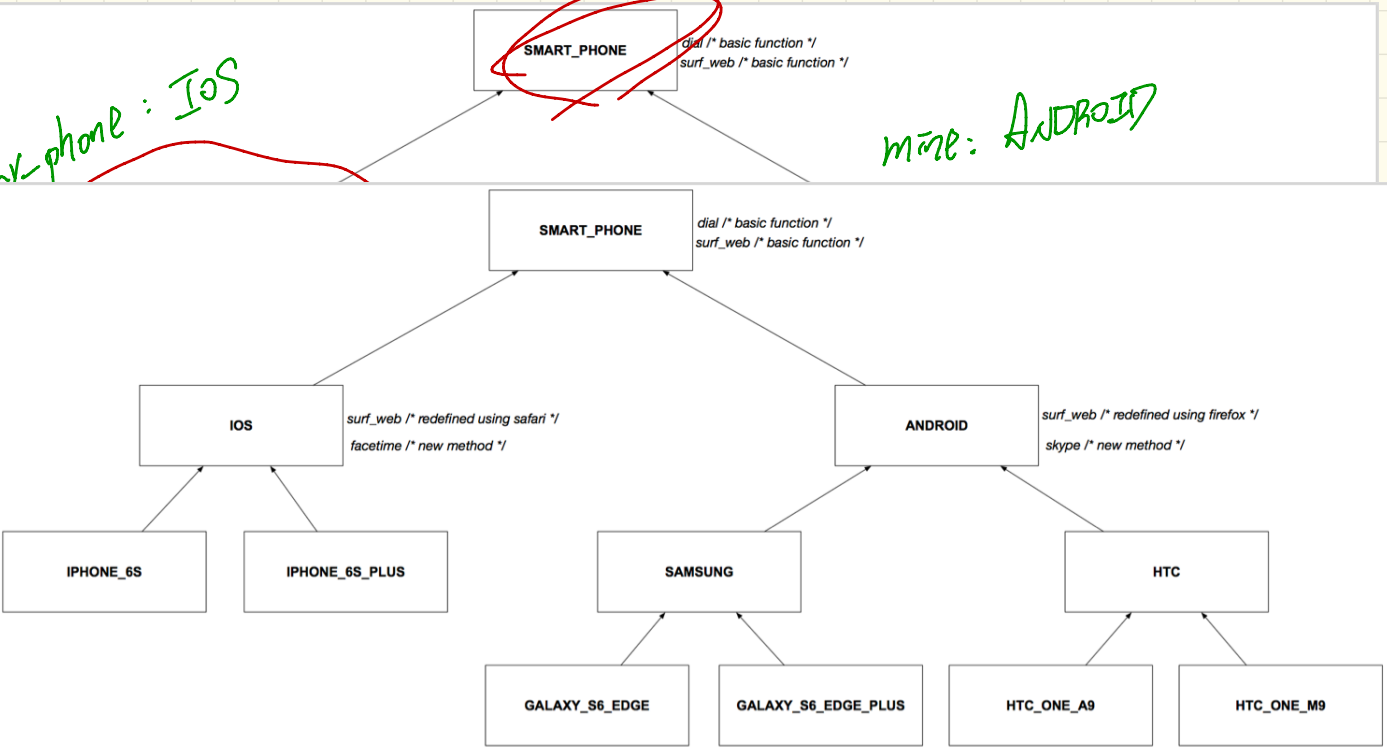 SMART_PHONE
dial /* basic function */
surf_web /* basic function */
phone : IOS
mine: ANDROID
SMART_PHONE
dial /* basic function */
surf_web /* basic function */
IOS
surf_web /* redefined using safari */
facetime /* new method */
ANDROID
surf_web /* redefined using firefox */
skype /* new method */
IPHONE_6S
IPHONE_6S_PLUS
SAMSUNG
HTC
GALAXY_S6_EDGE
GALAXY_S6_EDGE_PLUS
HTC_ONE_A9
HTC_ONE_M9